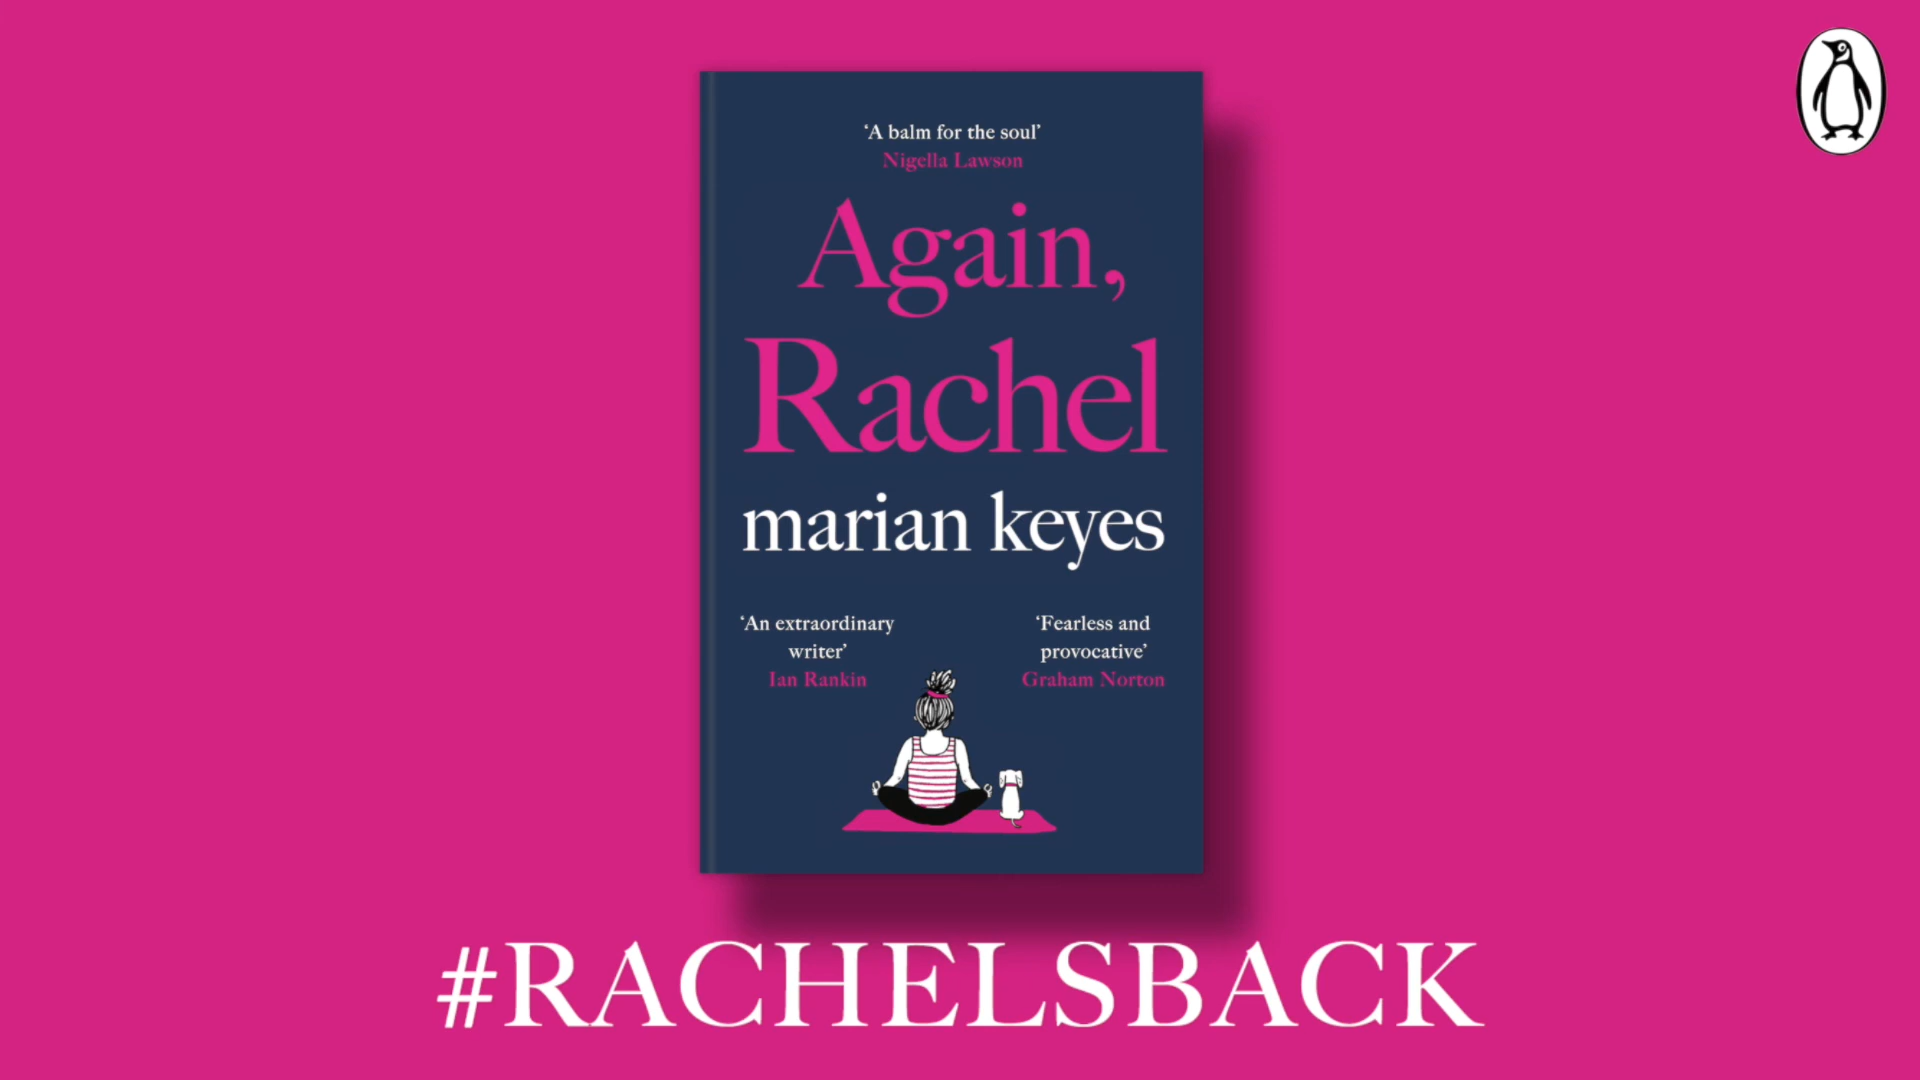 ‘A balm for the soul’
Nigella Lawson
Again,
Rachel
marian keyes
‘An extraordinary
writer’
Ian Rankin
‘Fearless and
provocative’
Graham Norton
#RACHELSBACK